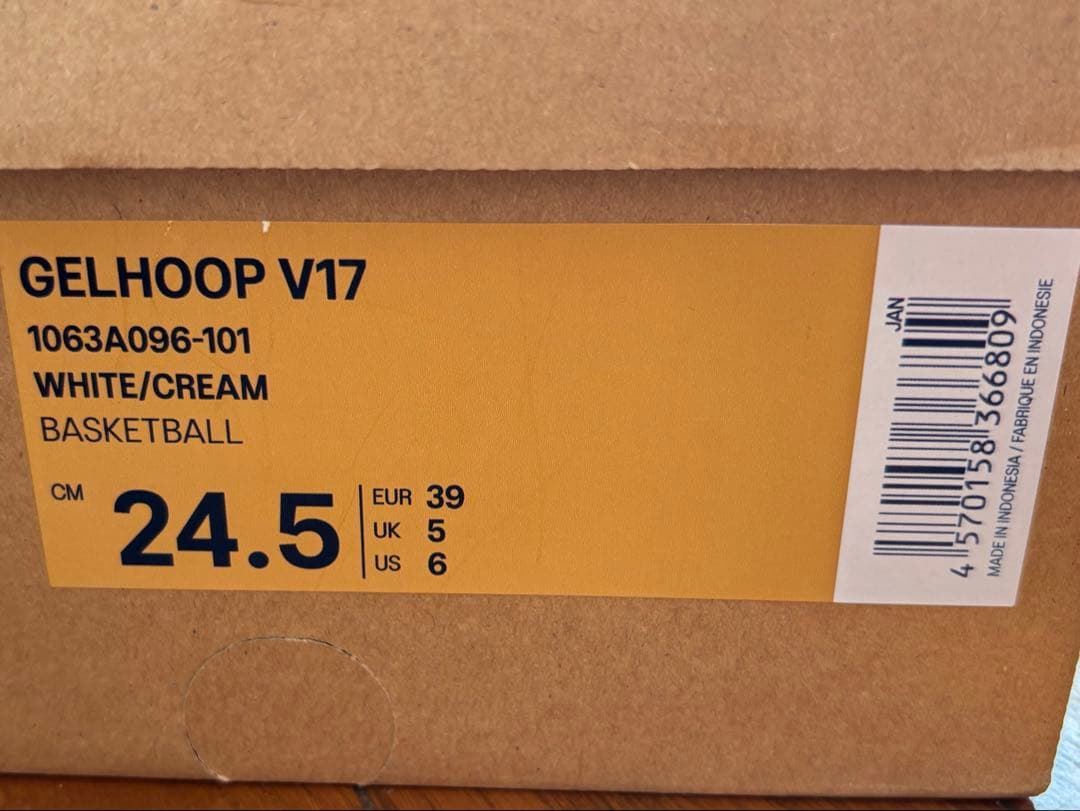 GELHOOP V17
1063A096-101
WHITE/CREAM
BASKETBALL
CM 24.5
EUR 39
UK 5
US 6
JAN
4 570158 366809
MADE IN INDONESIA / FABRIQUE EN INDONESIE